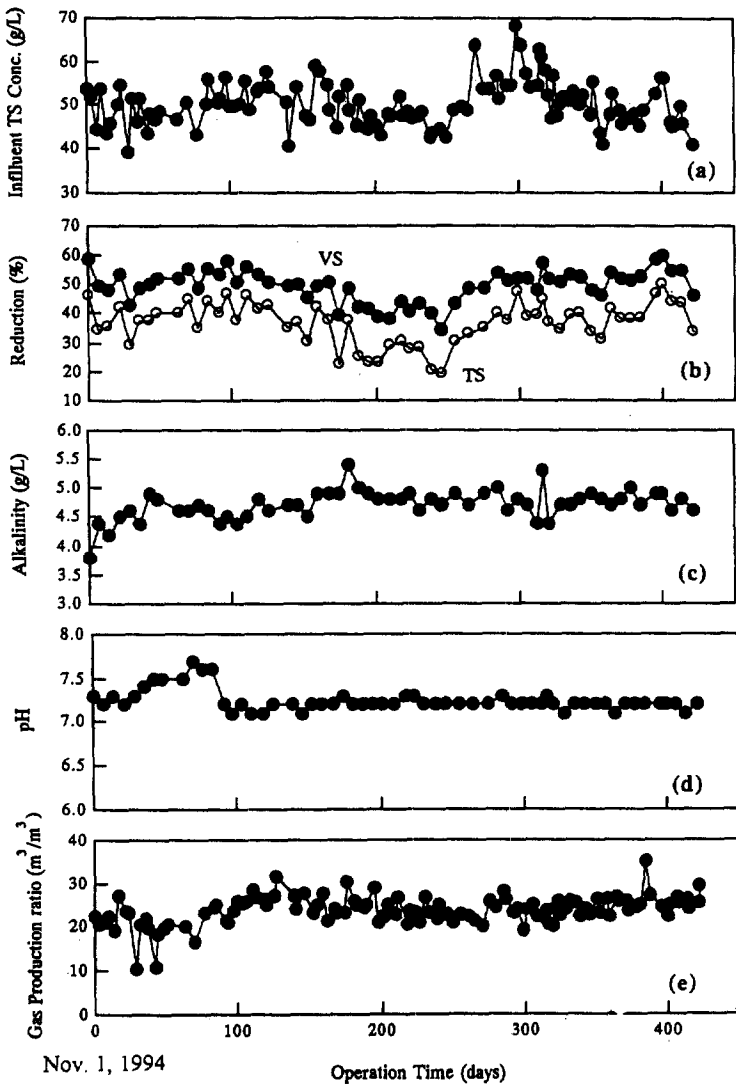 Inflluent TS Conc. (g/L)
70
60
50
40
30
(a)
Reduction (%)
70
60
50
40
30
20
10
VS
TS
(b)
Alkalinity (g/L)
6.0
5.5
5.0
4.5
4.0
3.5
3.0
(c)
pH
8.0
7.5
7.0
6.5
6.0
(d)
Gas Production ratio (m³/m³)
40
30
20
10
0
(e)
0 100 200 300 400
Nov. 1, 1994
Operation Time (days)